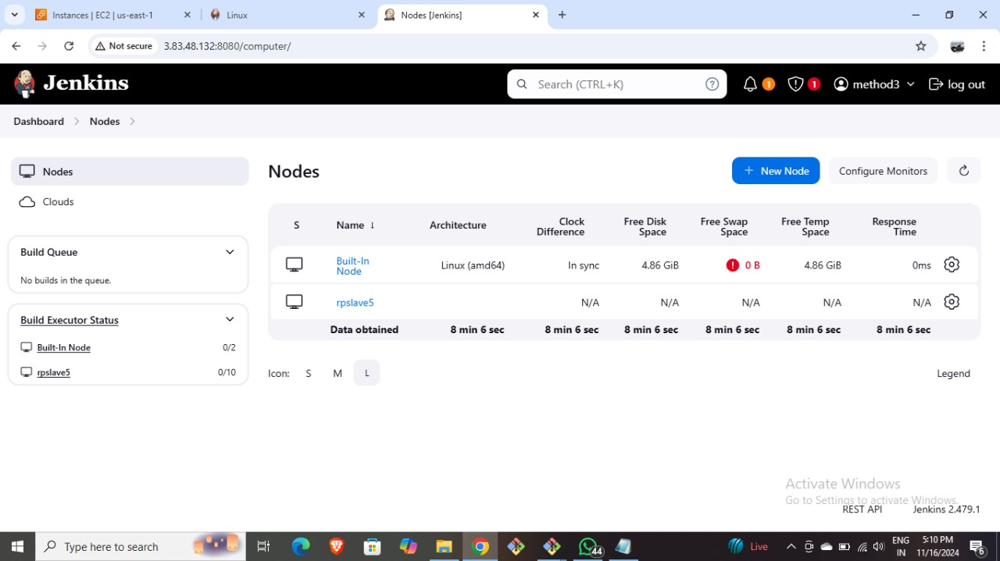 Instances | EC2 | us-east-1
Linux
Nodes [Jenkins]
Not secure
3.83.48.132:8080/computer/
Jenkins
Search (CTRL+K)
?
1
1
method3
log out
Dashboard
Nodes
Nodes
Clouds
Build Queue
No builds in the queue.
Build Executor Status
Built-In Node
0/2
rpslave5
0/10
Nodes
+ New Node
Configure Monitors
S
Name ↓
Architecture
Clock
Difference
Free Disk
Space
Free Swap
Space
Free Temp
Space
Response
Time
Built-In
Node
Linux (amd64)
In sync
4.86 GiB
0 B
4.86 GiB
0ms
rpslave5
N/A
N/A
N/A
N/A
N/A
Data obtained
8 min 6 sec
8 min 6 sec
8 min 6 sec
8 min 6 sec
8 min 6 sec
8 min 6 sec
Icon:
S
M
L
Legend
Activate Windows
Go to Settings to activate Windows.
REST API
Jenkins 2.479.1
Type here to search
44
Live
ENG
IN
5:10 PM
11/16/2024
6